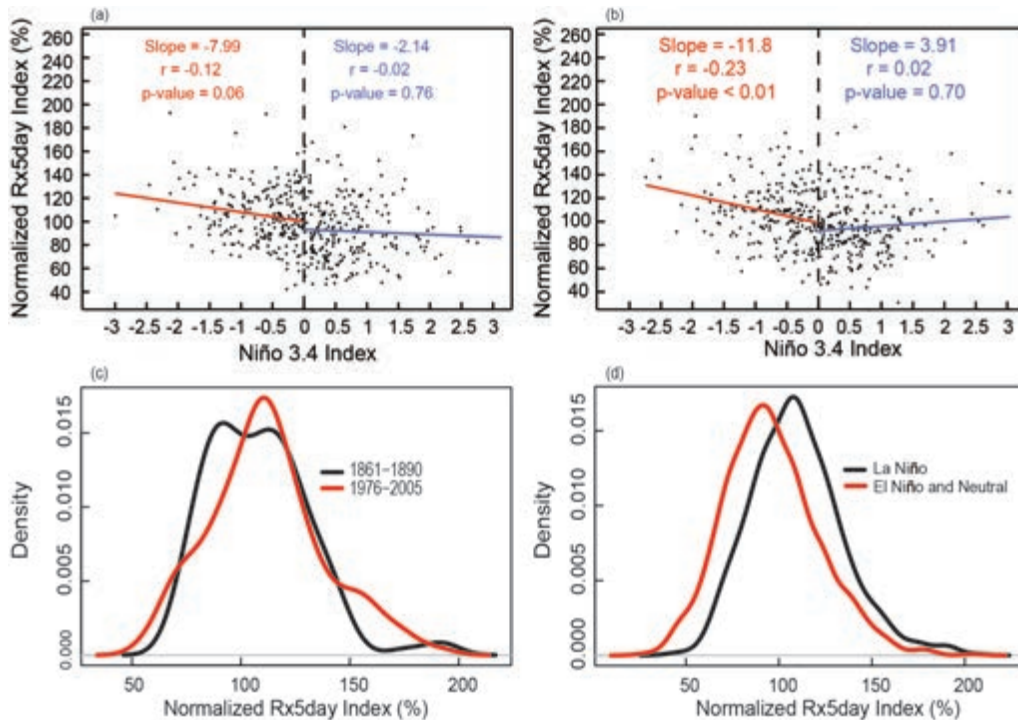 (a)
Normalized Rx5day Index (%)
260
240
220
200
180
160
140
120
100
80
60
40
Slope = -7.99
r = -0.12
p-value = 0.06
Slope = -2.14
r = -0.02
p-value = 0.76
-3 -2.5 -2 -1.5 -1 -0.5 0 0.5 1 1.5 2 2.5 3
Niño 3.4 Index
(b)
Normalized Rx5day Index (%)
260
240
220
200
180
160
140
120
100
80
60
40
Slope = -11.8
r = -0.23
p-value < 0.01
Slope = 3.91
r = 0.02
p-value = 0.70
-3 -2.5 -2 -1.5 -1 -0.5 0 0.5 1 1.5 2 2.5 3
Niño 3.4 Index
(c)
Density
0.015
0.010
0.005
0.000
1861-1890
1976-2005
50 100 150 200
Normalized Rx5day Index (%)
(d)
Density
0.015
0.010
0.005
0.000
La Niño
El Niño and Neutral
50 100 150 200
Normalized Rx5day Index (%)